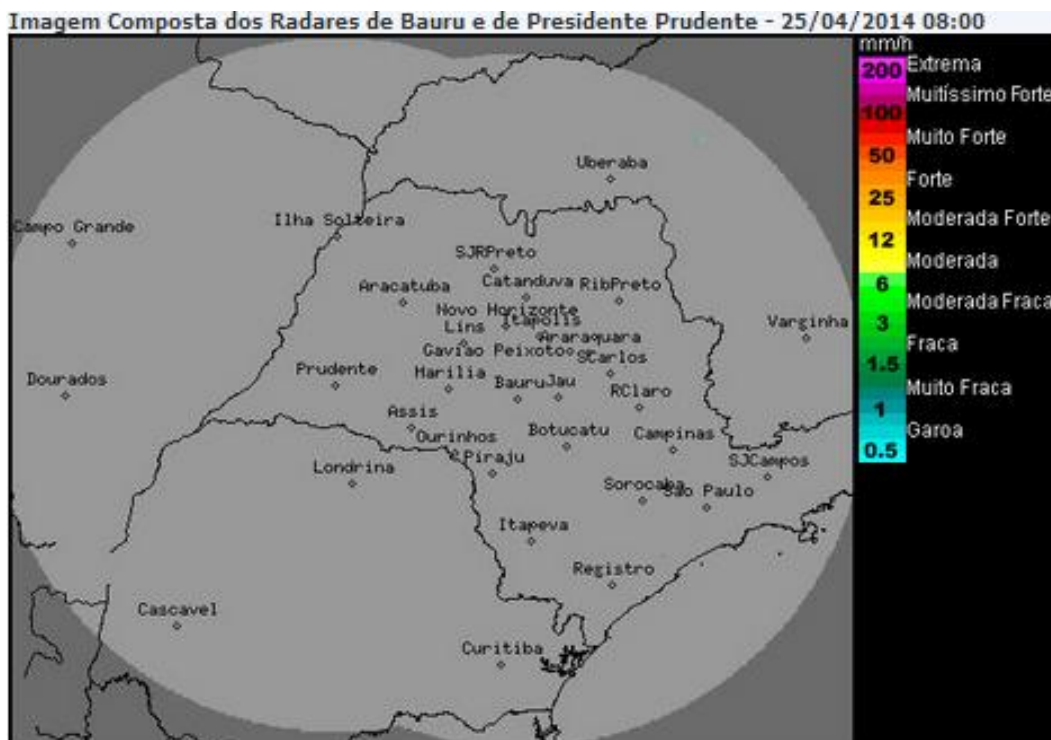 Imagem Composta dos Radares de Bauru e de Presidente Prudente - 25/04/2014 08:00
mm/h
200 Extrema
Muitíssimo Forte
100
Muito Forte
50
Forte
25
Moderada Forte
12
Moderada
6
Moderada Fraca
3
Fraca
1.5
Muito Fraca
1
Garoa
0.5
Uberaba
Campo Grande
Ilha Solteira
SJRPreto
Aracatuba
Catanduva
RibPreto
Novo Horizonte
Itapolis
Lins
Araraquara
Varginha
Gaviao Peixoto
SCarlos
Dourados
Prudente
Marilia
Bauru
Jau
RClaro
Assis
Ourinhos
Botucatu
Campinas
Londrina
Piraju
SJCampos
Sorocaba
Sao Paulo
Itapeva
Registro
Cascavel
Curitiba